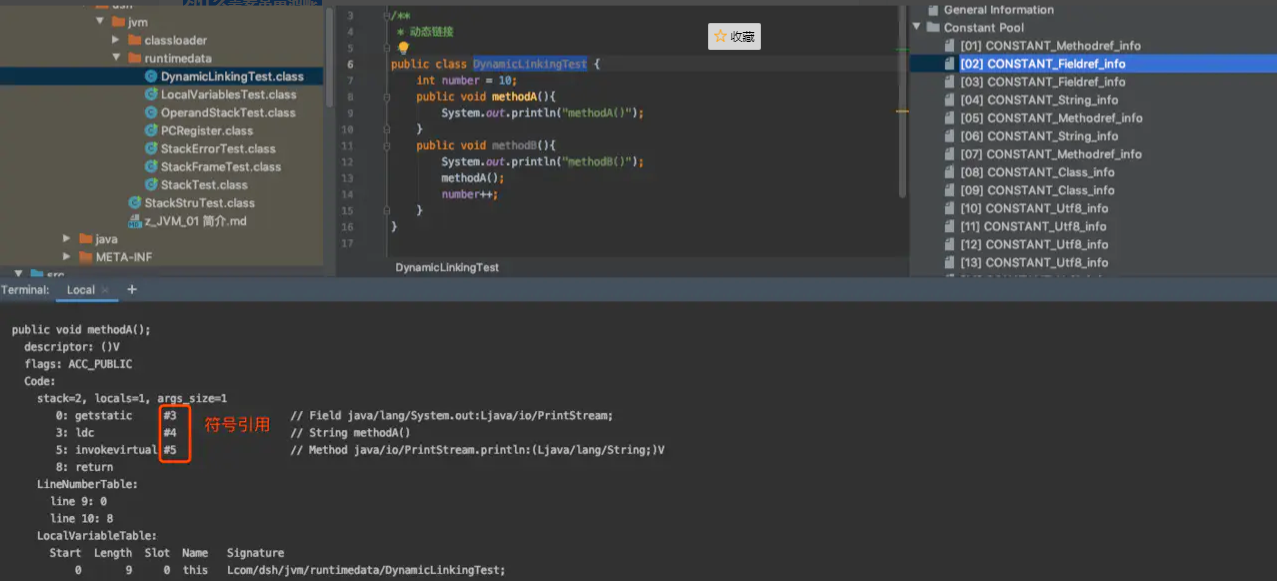 jvm
classloader
runtimedata
DynamicLinkingTest.class
LocalVariablesTest.class
OperandStackTest.class
PCRegister.class
StackErrorTest.class
StackFrameTest.class
StackTest.class
StackStruTest.class
z_JVM_01 简介.md
java
META-INF
src
3 /**
4 * 动态链接
5
6 public class DynamicLinkingTest {
7 int number = 10;
8 public void methodA(){
9 System.out.println("methodA()");
10 }
11 public void methodB(){
12 System.out.println("methodB()");
13 methodA();
14 number++;
15 }
16 }
17
收藏
DynamicLinkingTest
General Information
Constant Pool
[01] CONSTANT_Methodref_info
[02] CONSTANT_Fieldref_info
[03] CONSTANT_Fieldref_info
[04] CONSTANT_String_info
[05] CONSTANT_Methodref_info
[06] CONSTANT_String_info
[07] CONSTANT_Methodref_info
[08] CONSTANT_Class_info
[09] CONSTANT_Class_info
[10] CONSTANT_Utf8_info
[11] CONSTANT_Utf8_info
[12] CONSTANT_Utf8_info
[13] CONSTANT_Utf8_info
Terminal: Local × +
public void methodA();
descriptor: ()V
flags: ACC_PUBLIC
Code:
stack=2, locals=1, args_size=1
0: getstatic #3 // Field java/lang/System.out:Ljava/io/PrintStream;
符号引用
3: ldc #4 // String methodA()
5: invokevirtual #5 // Method java/io/PrintStream.println:(Ljava/lang/String;)V
8: return
LineNumberTable:
line 9: 0
line 10: 8
LocalVariableTable:
Start Length Slot Name Signature
0 9 0 this Lcom/dsh/jvm/runtimedata/DynamicLinkingTest;